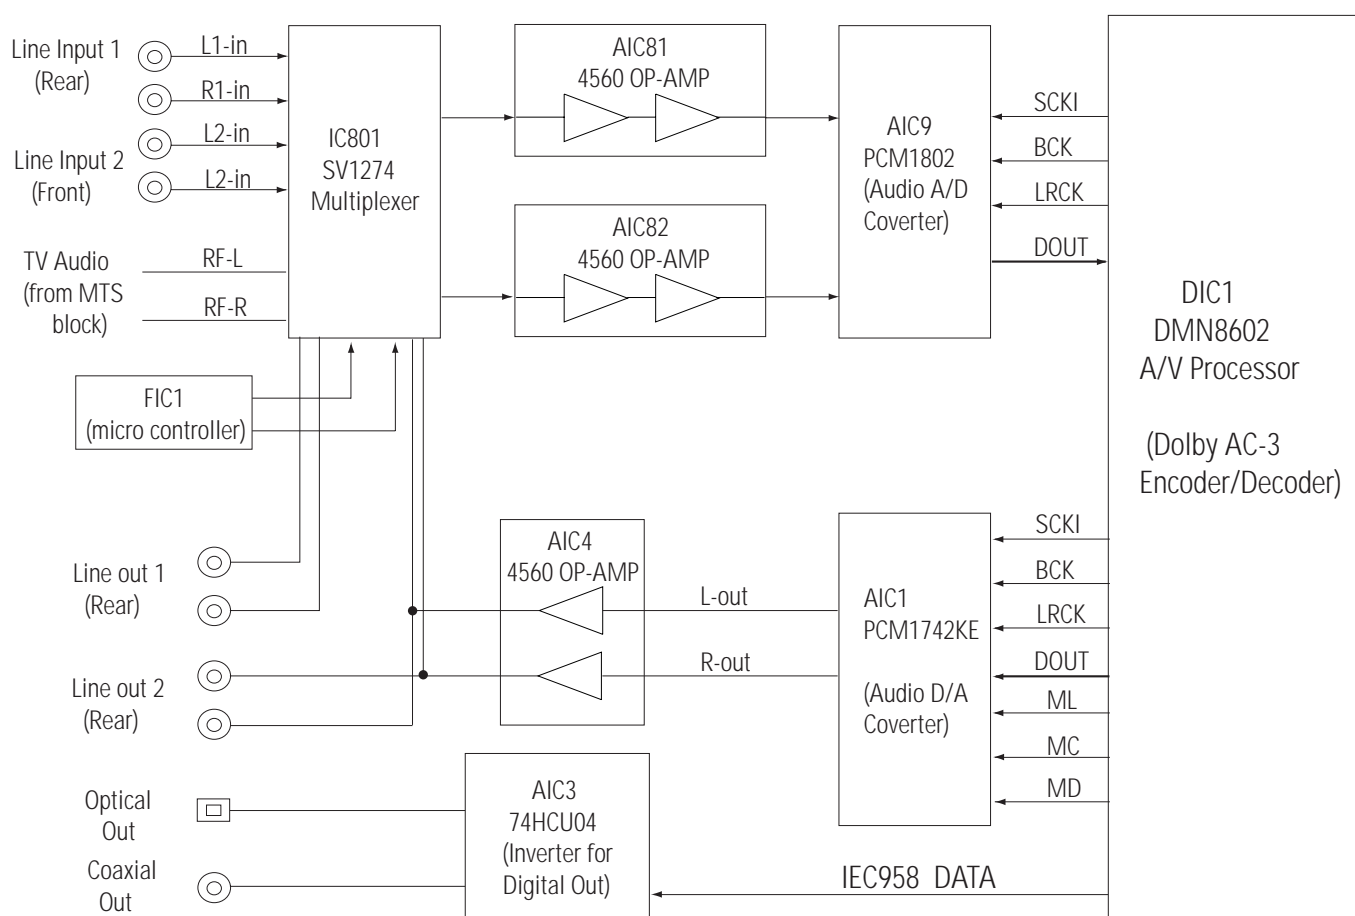 Line Input 1
(Rear)
L1-in
R1-in
Line Input 2
(Front)
L2-in
L2-in
TV Audio
(from MTS
block)
RF-L
RF-R
IC801
SV1274
Multiplexer
FIC1
(micro controller)
AIC81
4560 OP-AMP
AIC82
4560 OP-AMP
AIC9
PCM1802
(Audio A/D
Coverter)
SCKI
BCK
LRCK
DOUT
DIC1
DMN8602
A/V Processor
(Dolby AC-3
Encoder/Decoder)
Line out 1
(Rear)
Line out 2
(Rear)
AIC4
4560 OP-AMP
L-out
R-out
AIC1
PCM1742KE
(Audio D/A
Coverter)
SCKI
BCK
LRCK
DOUT
ML
MC
MD
Optical
Out
Coaxial
Out
AIC3
74HCU04
(Inverter for
Digital Out)
IEC958 DATA